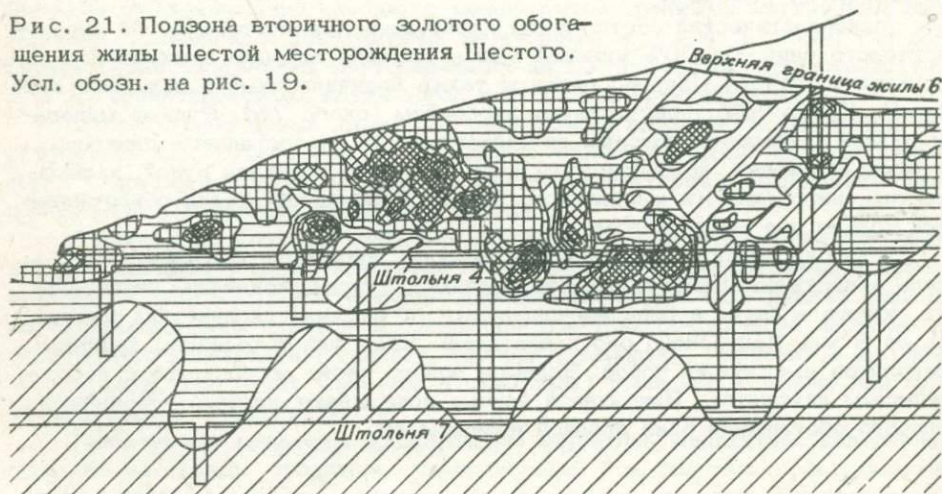 Рис. 21. Подзона вторичного золотого обога-
щения жилы Шестой месторождения Шестого.
Усл. обозн. на рис. 19.
Верхняя граница жилы 6
Штольня 4
Штольня 7